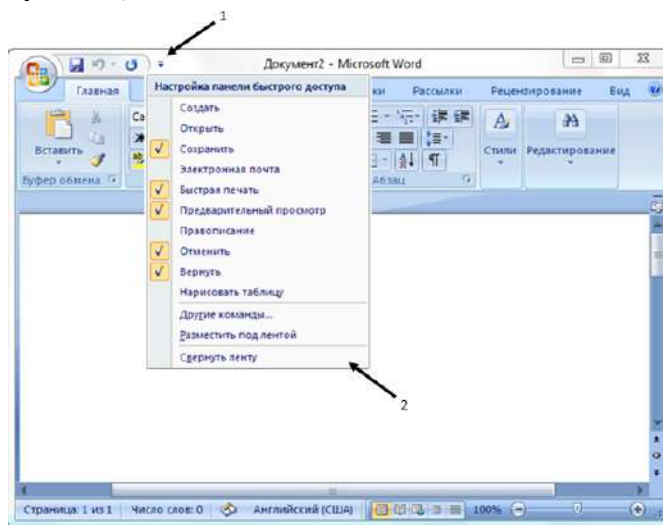 1
Документ2 - Microsoft Word
Главная
ки
Рассылки
Рецензирование
Вид
Настройка панели быстрого доступа
Создать
Открыть
Сохранить
Электронная почта
Быстрая печать
Предварительный просмотр
Правописание
Отменить
Вернуть
Нарисовать таблицу
Другие команды...
Разместить под лентой
Свернуть ленту
Вставить
Са
Стили
Редактирование
Буфер обмена
Абзац
2
Страница: 1 из 1
Число слов: 0
Английский (США)
100%